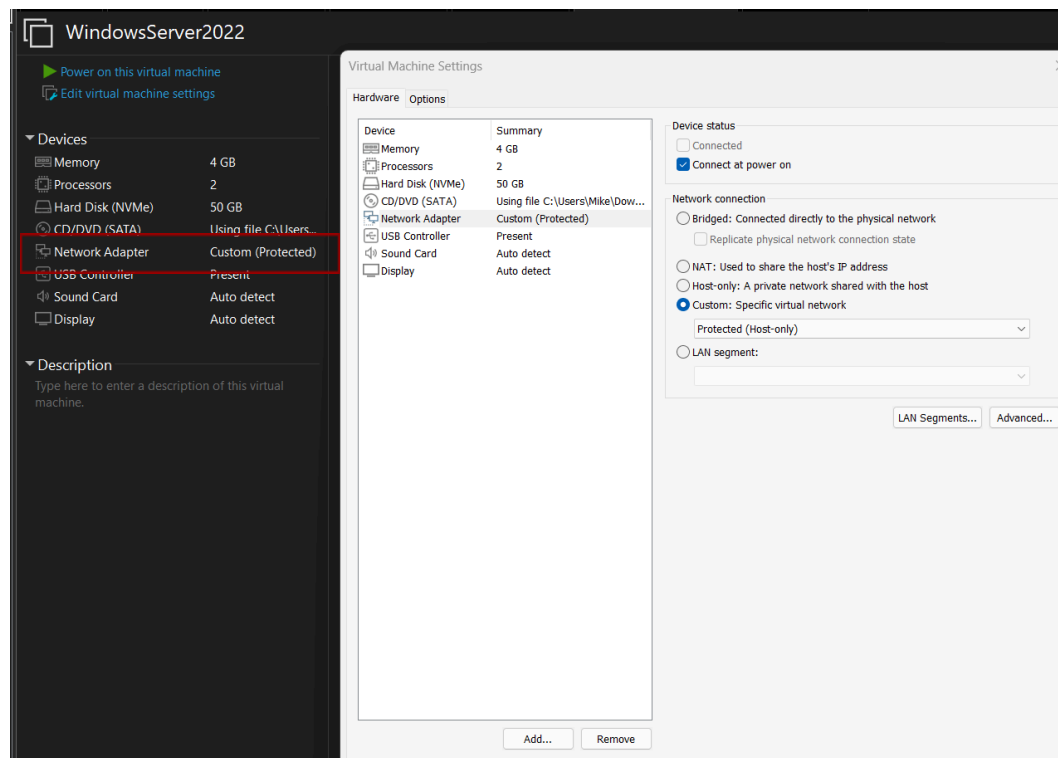 WindowsServer2022
Power on this virtual machine
Edit virtual machine settings
Devices
Memory 4 GB
Processors 2
Hard Disk (NVMe) 50 GB
CD/DVD (SATA) Using file C:\Users...
Network Adapter Custom (Protected)
USB Controller Present
Sound Card Auto detect
Display Auto detect
Description
Type here to enter a description of this virtual
machine.
Virtual Machine Settings
Hardware Options
Device Summary
Memory 4 GB
Processors 2
Hard Disk (NVMe) 50 GB
CD/DVD (SATA) Using file C:\Users\Mike\Dow...
Network Adapter Custom (Protected)
USB Controller Present
Sound Card Auto detect
Display Auto detect
Add... Remove
Device status
Connected
Connect at power on
Network connection
Bridged: Connected directly to the physical network
Replicate physical network connection state
NAT: Used to share the host's IP address
Host-only: A private network shared with the host
Custom: Specific virtual network
Protected (Host-only)
LAN segment:
LAN Segments... Advanced...